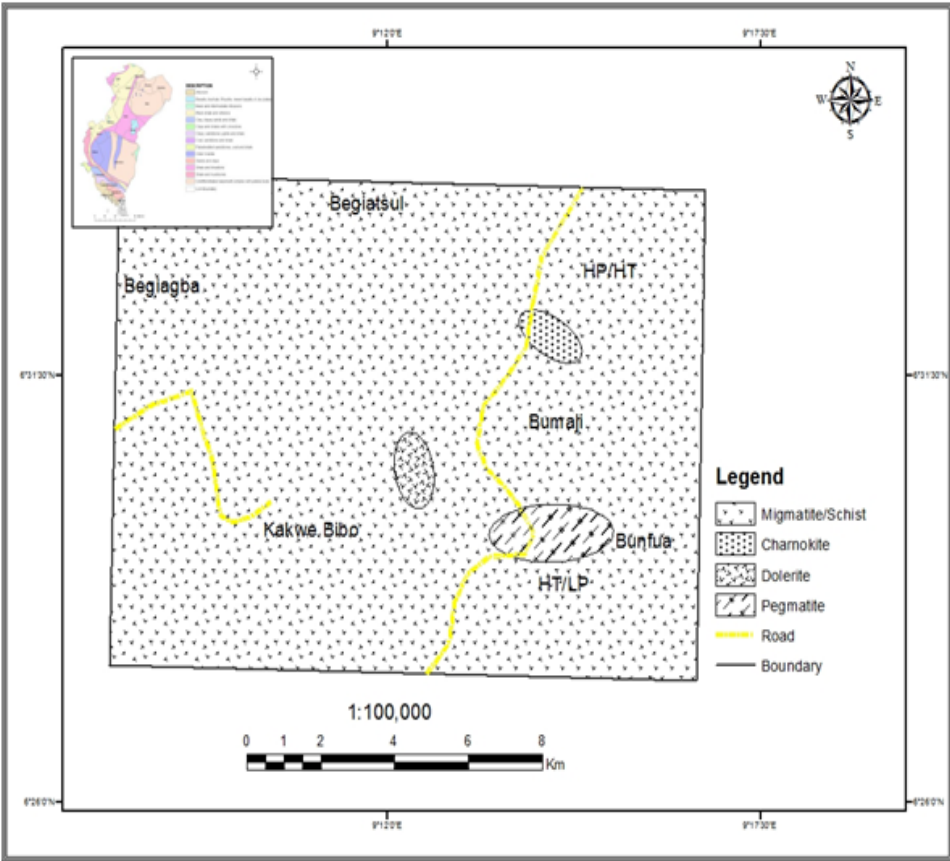 9°12'0"E
9°17'30"E
DESCRIPTION
N
W E
S
Begiatsul
HP/HT
Begiagba
6°31'30"N
6°31'30"N
Bumaji
Legend
Migmatite/Schist
Charnokite
Dolerite
Pegmatite
Road
Boundary
Kakwe Bibo
Bunfua
HT/LP
1:100,000
0 1 2 4 6 8
Km
6°26'0"N
6°26'0"N
9°12'0"E
9°17'30"E